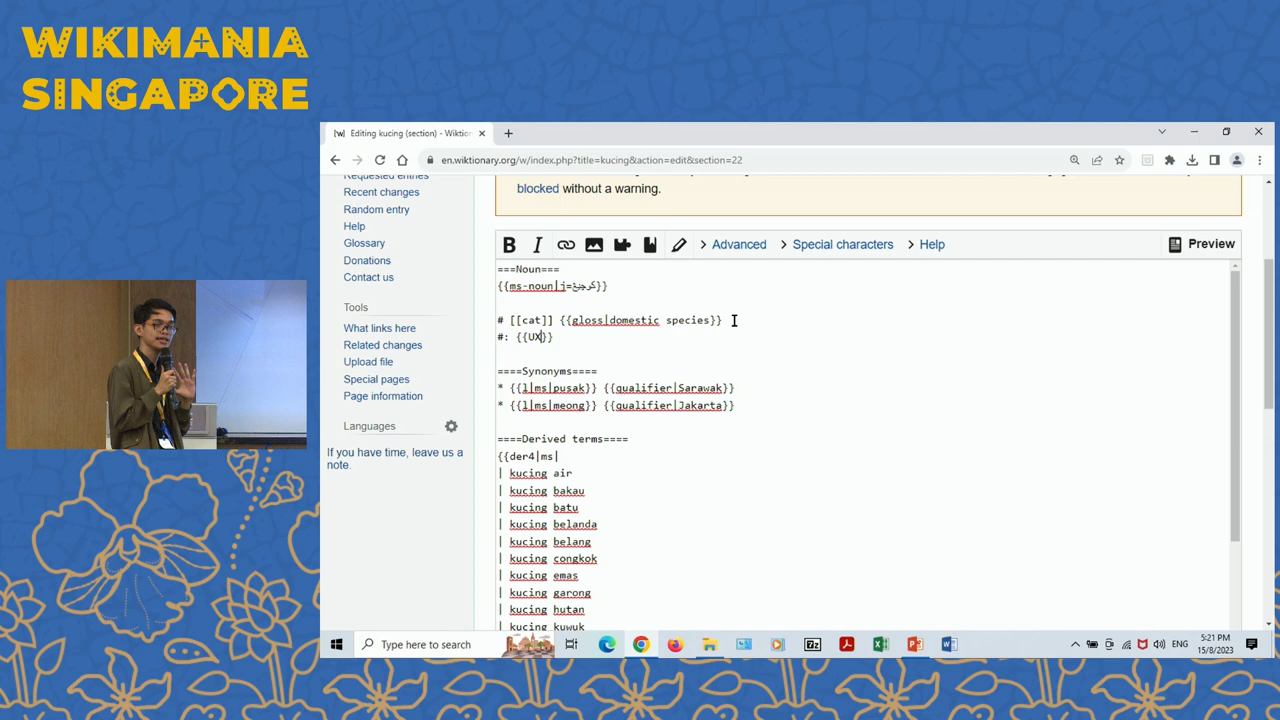 WIKIMANIA
SINGAPORE
Editing kucing (section) - Wiktion
en.wiktionary.org/w/index.php?title=kucing&action=edit&section=22
Requested entries
Recent changes
Random entry
Help
Glossary
Donations
Contact us
Tools
What links here
Related changes
Upload file
Special pages
Page information
Languages
If you have time, leave us a
note.
blocked without a warning.
B I Advanced Special characters Help Preview
===Noun===
{{ms-noun|j=كوچيڠ}}
# [[cat]] {{gloss|domestic species}}
#: {{UX}}
====Synonyms====
* {{l|ms|pusak}} {{qualifier|Sarawak}}
* {{l|ms|meong}} {{qualifier|Jakarta}}
====Derived terms====
{{der4|ms|
| kucing air
| kucing bakau
| kucing batu
| kucing belanda
| kucing belang
| kucing congkok
| kucing emas
| kucing garong
| kucing hutan
| kucing kuwuk
Type here to search
ENG
5:21 PM
15/8/2023